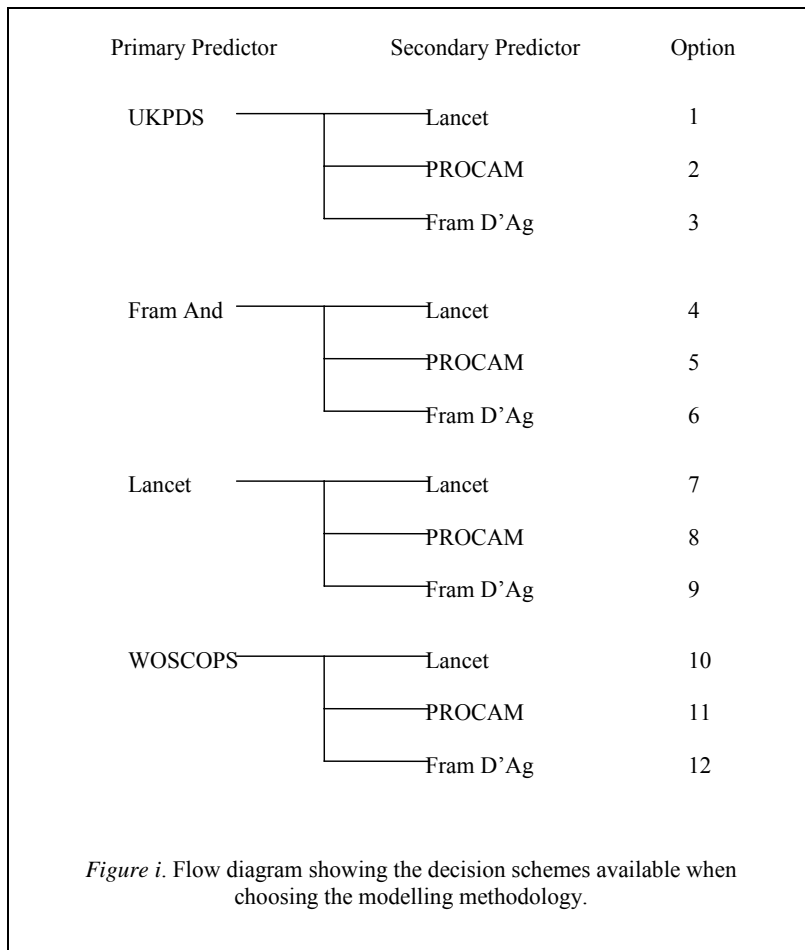 Primary Predictor Secondary Predictor Option
UKPDS Lancet 1
PROCAM 2
Fram D’Ag 3
Fram And Lancet 4
PROCAM 5
Fram D’Ag 6
Lancet Lancet 7
PROCAM 8
Fram D’Ag 9
WOSCOPS Lancet 10
PROCAM 11
Fram D’Ag 12
Figure i. Flow diagram showing the decision schemes available when
choosing the modelling methodology.